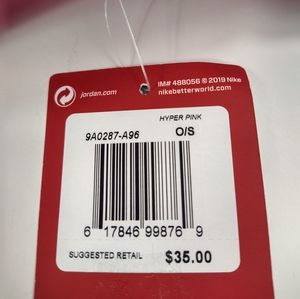 jordan.com
IM# 488056 © 2019 Nike
nikebetterworld.com
HYPER PINK
9A0287-A96 O/S
6 17846 99876 9
SUGGESTED RETAIL $35.00